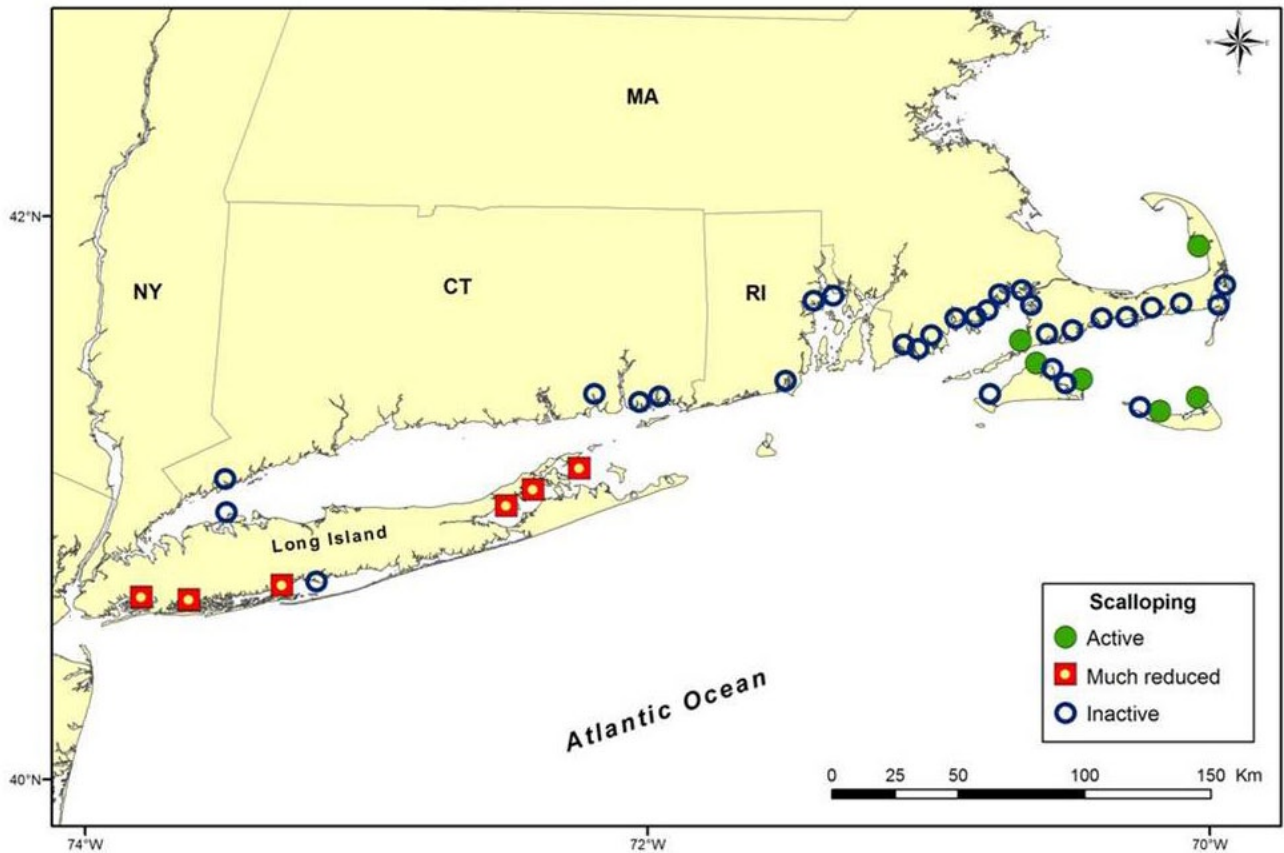 MA
42°N
NY
CT
RI
Long Island
Scalloping
Active
Much reduced
Inactive
Atlantic Ocean
40°N
0 25 50 100 150 Km
74°W 72°W 70°W